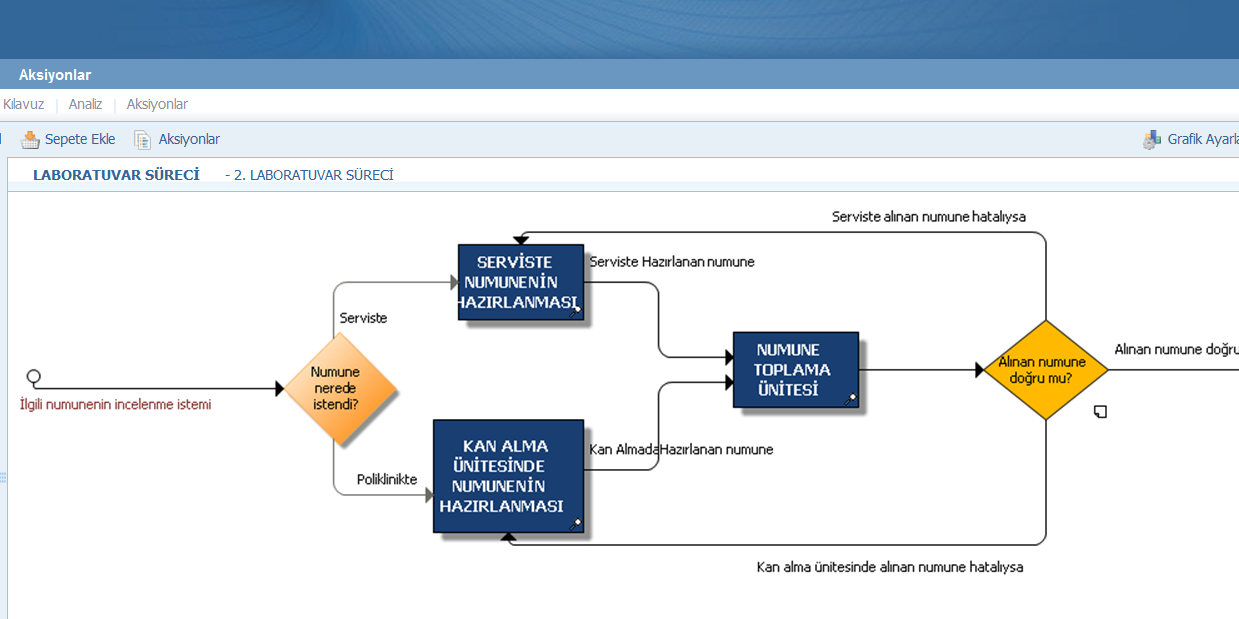 Aksiyonlar
Kılavuz
Analiz
Aksiyonlar
Sepete Ekle
Aksiyonlar
Grafik Ayarla
LABORATUVAR SÜRECİ - 2. LABORATUVAR SÜRECİ
Serviste alınan numune hatalıysa
SERVİSTE
NUMUNENİN
HAZIRLANMASI
Serviste Hazırlanan numune
Serviste
Numune
nerede
istendi?
İlgili numunenin incelenme istemi
NUMUNE
TOPLAMA
ÜNİTESİ
Alınan numune
doğru mu?
Alınan numune doğru
KAN ALMA
ÜNİTESİNDE
NUMUNENİN
HAZIRLANMASI
Kan AlmadaHazırlanan numune
Poliklinikte
Kan alma ünitesinde alınan numune hatalıysa